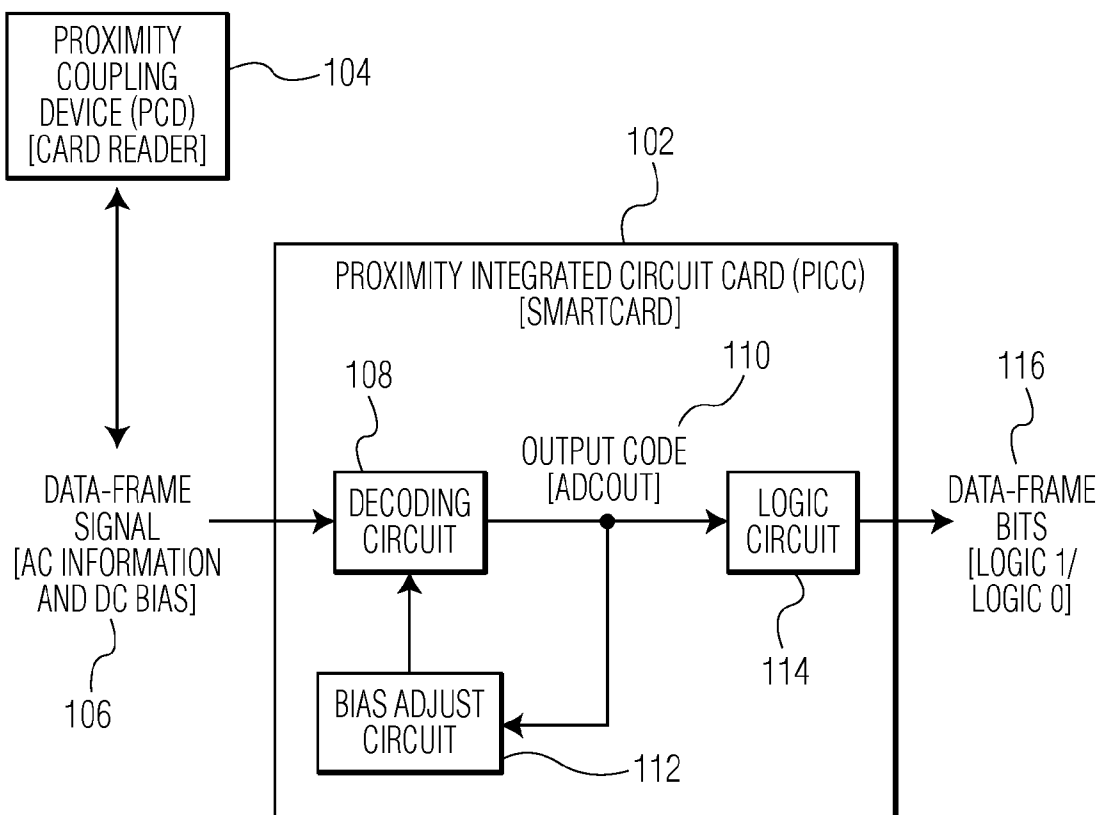 PROXIMITY
COUPLING
DEVICE (PCD)
[CARD READER]
104
102
PROXIMITY INTEGRATED CIRCUIT CARD (PICC)
[SMARTCARD]
110
108
116
OUTPUT CODE
[ADCOUT]
DATA-FRAME
SIGNAL
[AC INFORMATION
AND DC BIAS]
DECODING
CIRCUIT
LOGIC
CIRCUIT
DATA-FRAME
BITS
[LOGIC 1/
LOGIC 0]
106
114
BIAS ADJUST
CIRCUIT
112